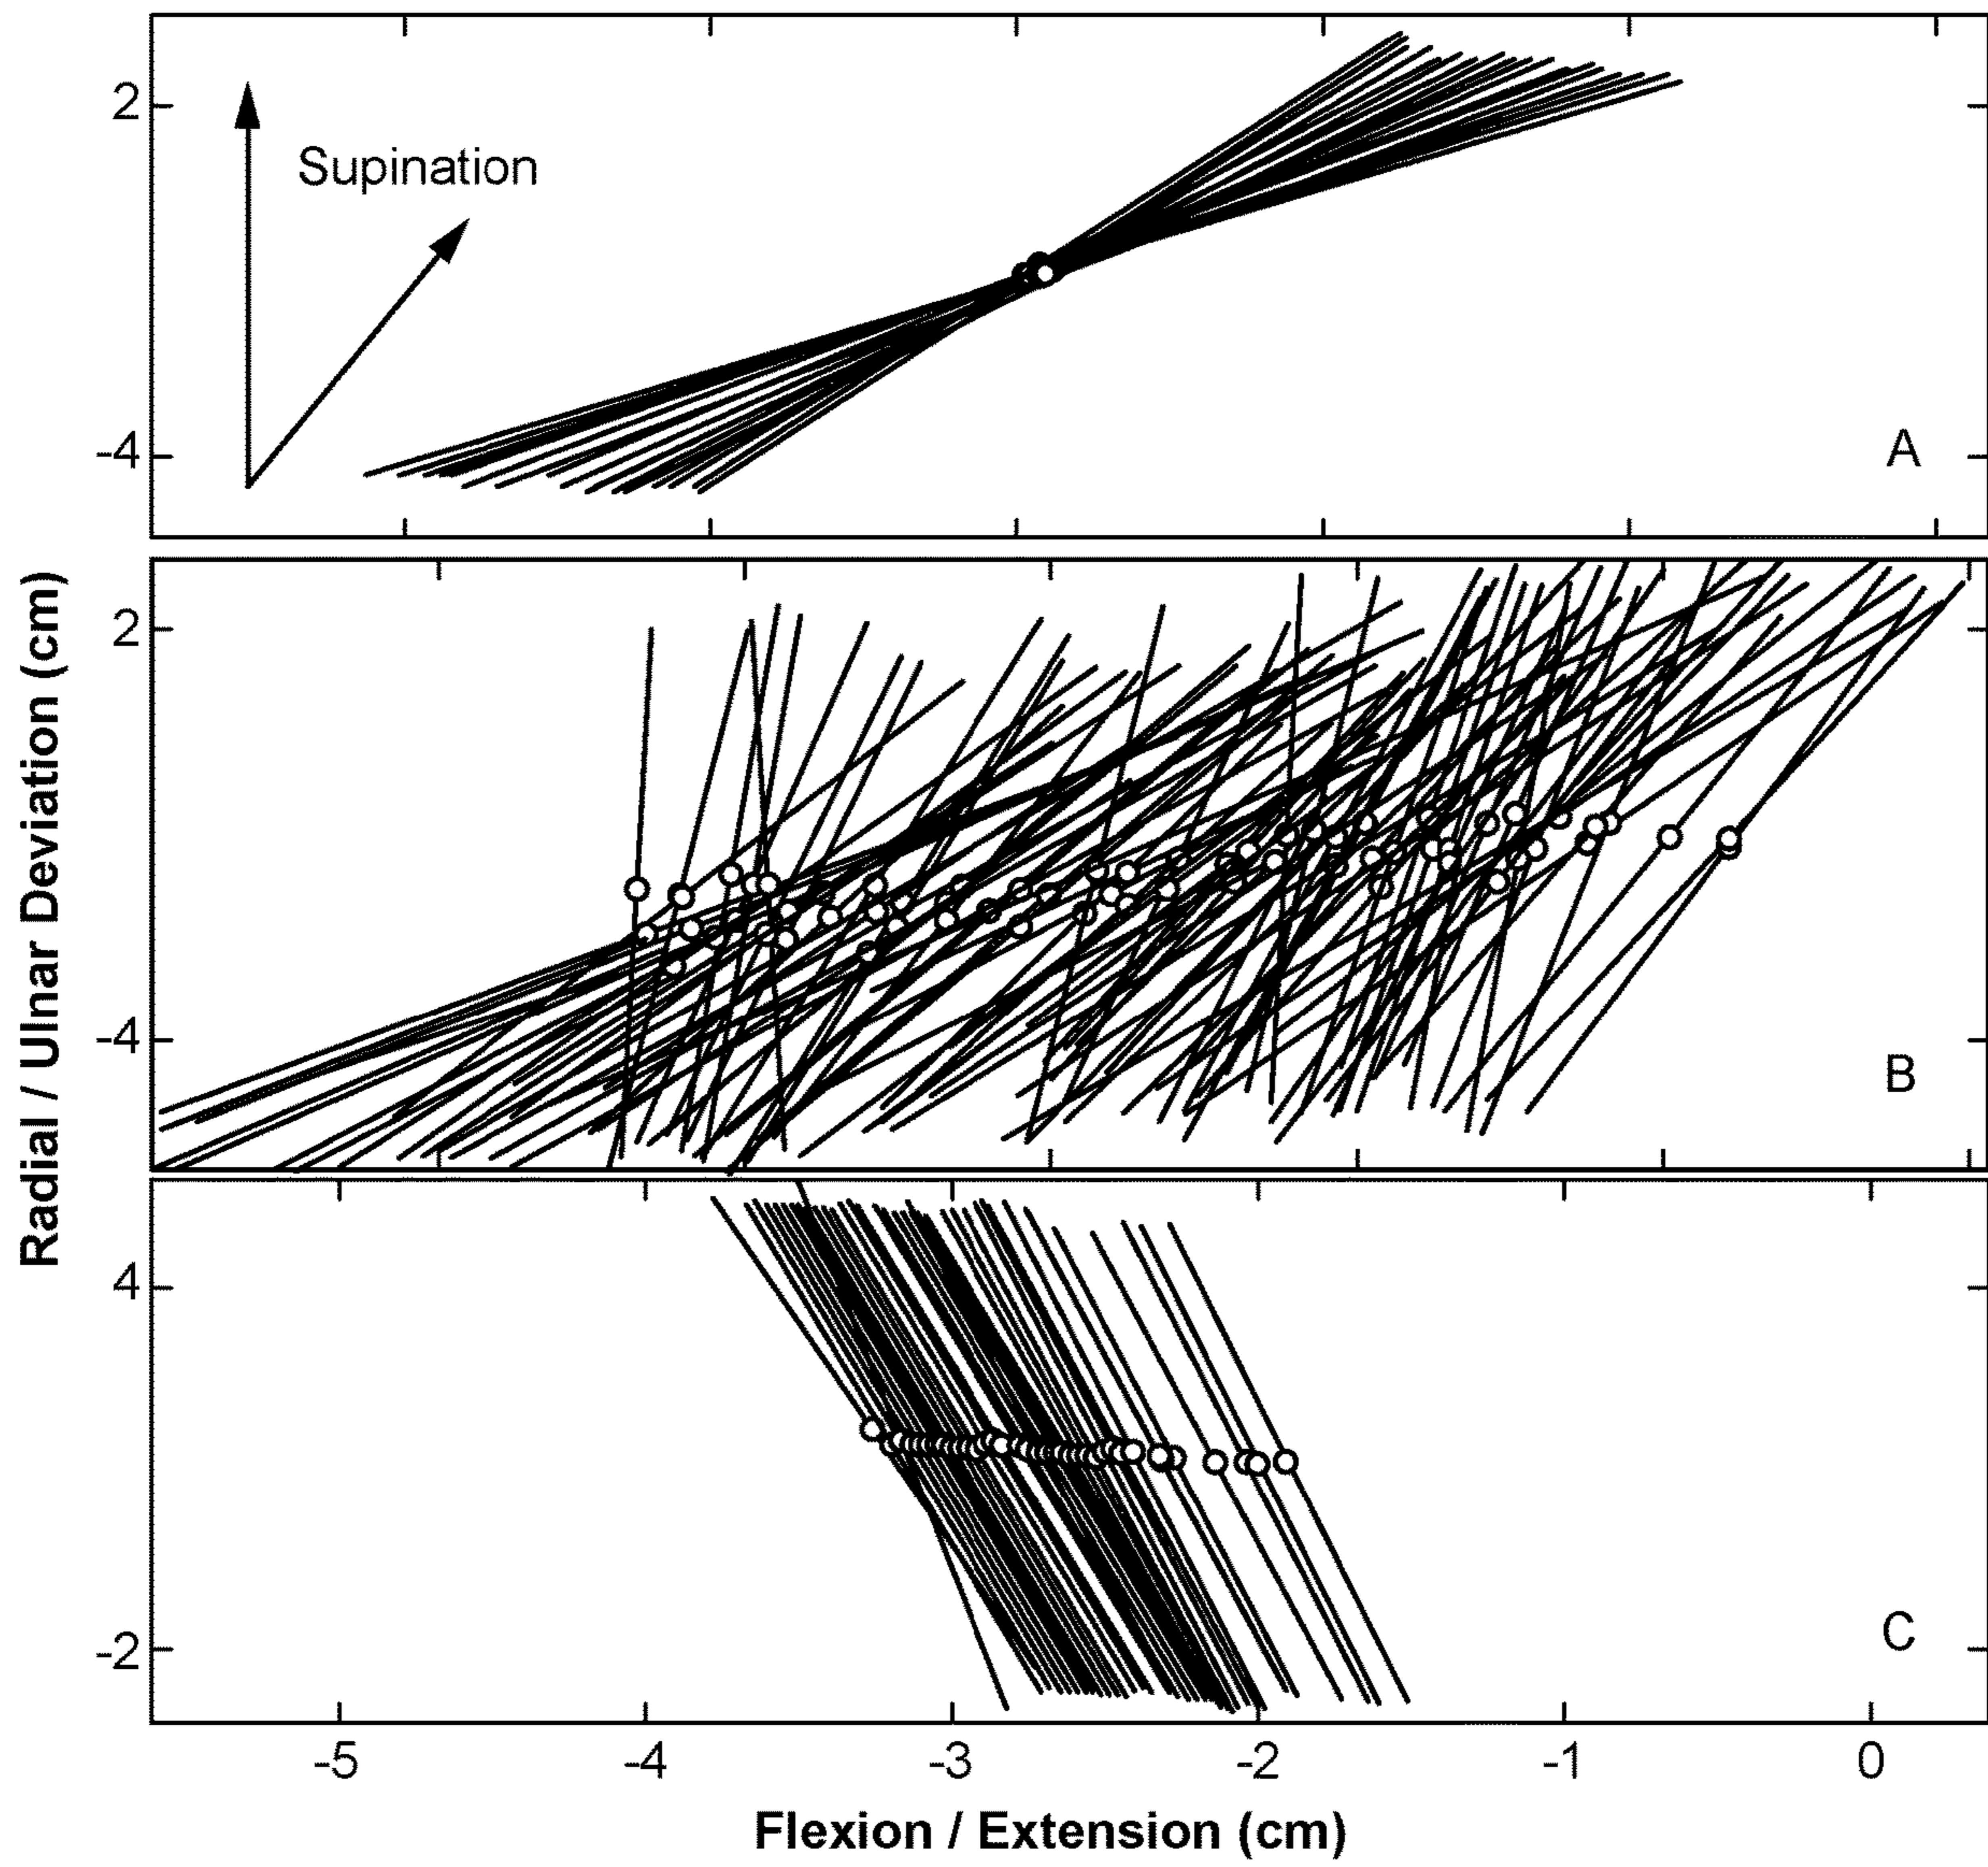 2
Supination
-4
A
2
-4
B
Radial / Ulnar Deviation (cm)
4
-2
C
-5 -4 -3 -2 -1 0
Flexion / Extension (cm)